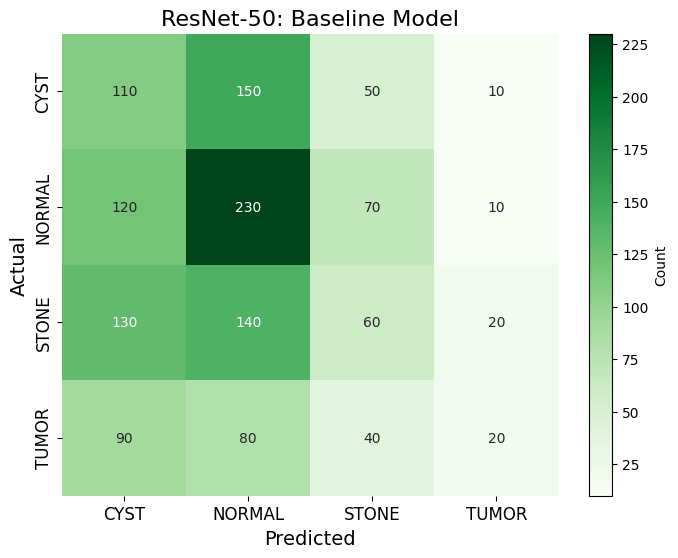 ResNet-50: Baseline Model
CYST 110 150 50 10
NORMAL 120 230 70 10
STONE 130 140 60 20
TUMOR 90 80 40 20
CYST NORMAL STONE TUMOR
Predicted
Actual
225
200
175
150
125
100
75
50
25
Count